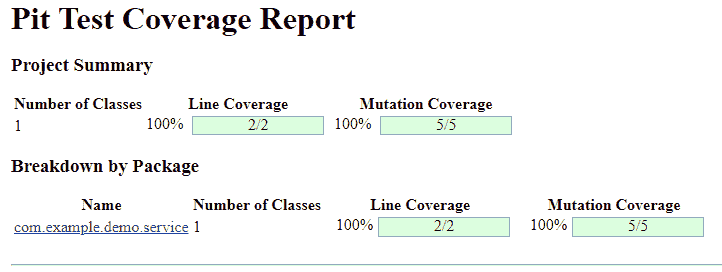 Pit Test Coverage Report
Project Summary
Number of Classes Line Coverage Mutation Coverage
1 100% 2/2 100% 5/5
Breakdown by Package
Name Number of Classes Line Coverage Mutation Coverage
com.example.demo.service 1 100% 2/2 100% 5/5